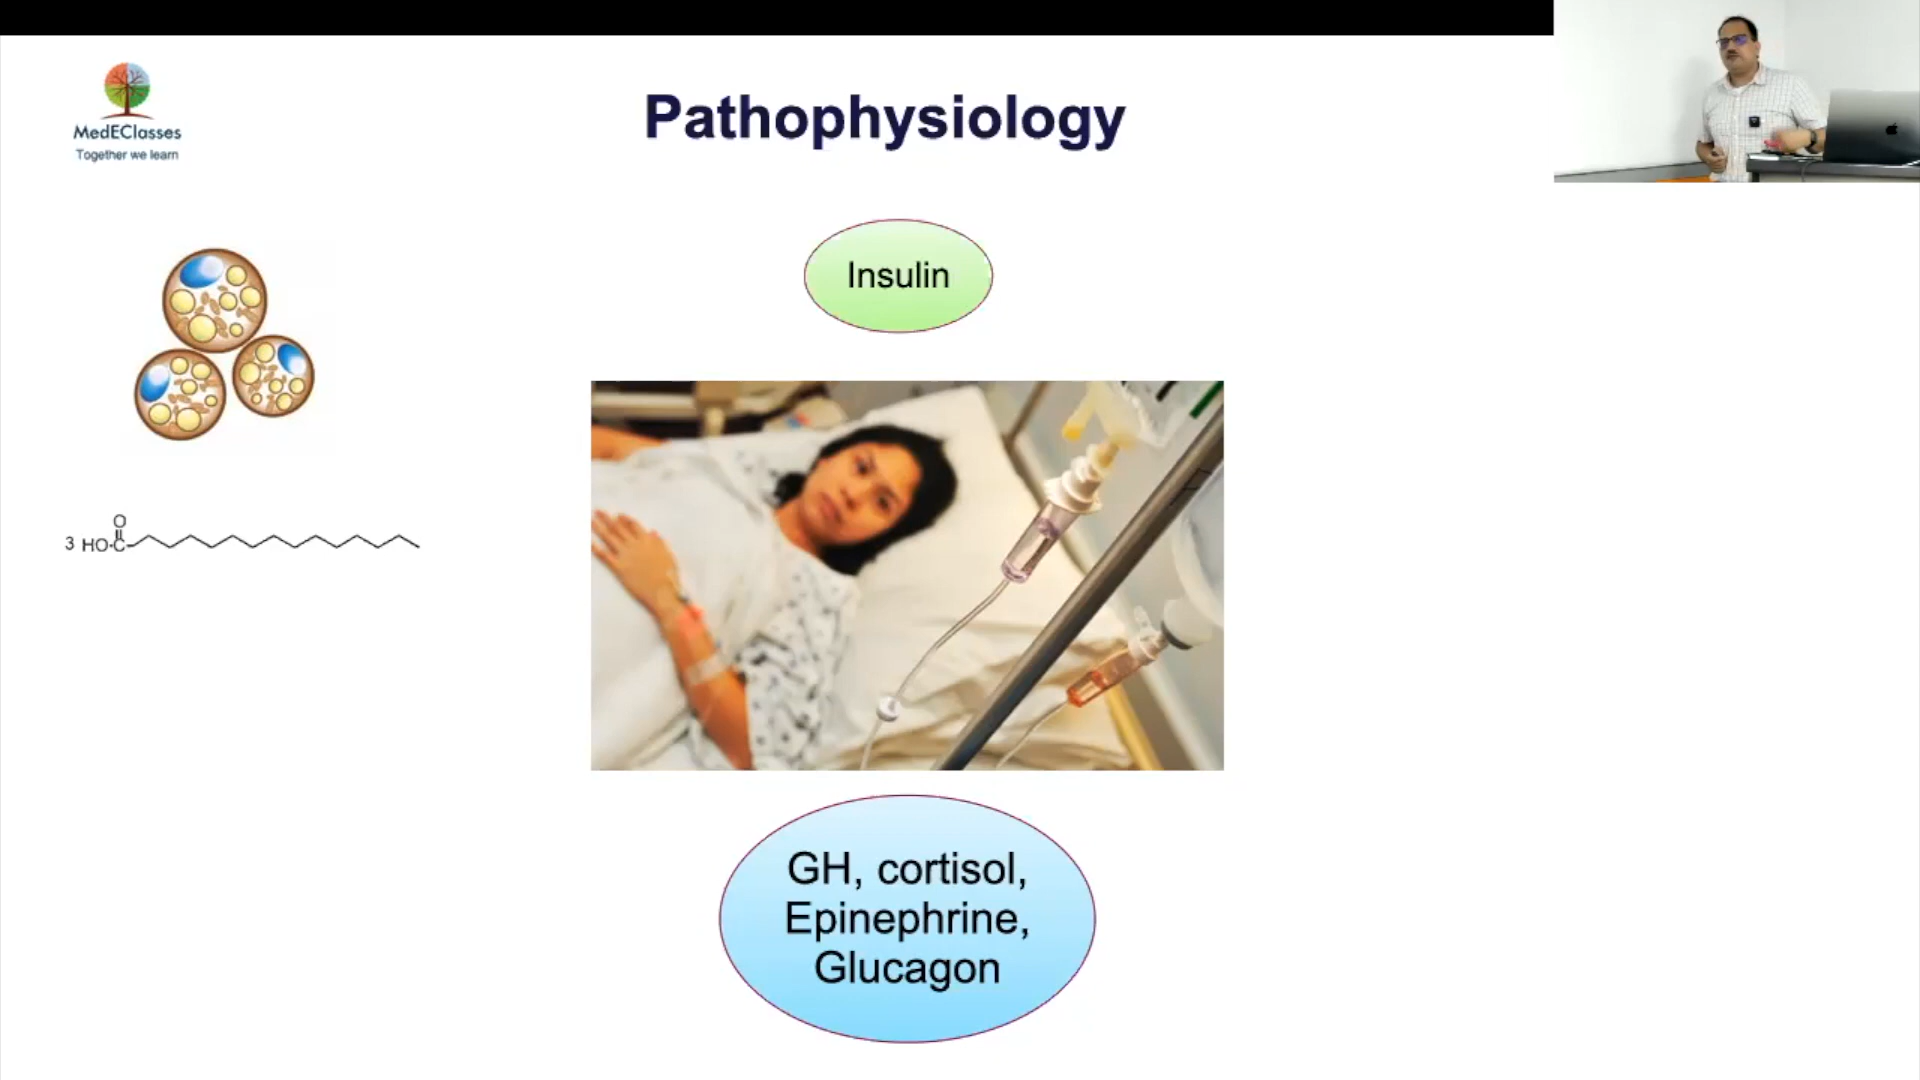 MedEClasses
Together we learn
Pathophysiology
Insulin
O
3 HO-C
GH, cortisol,
Epinephrine,
Glucagon